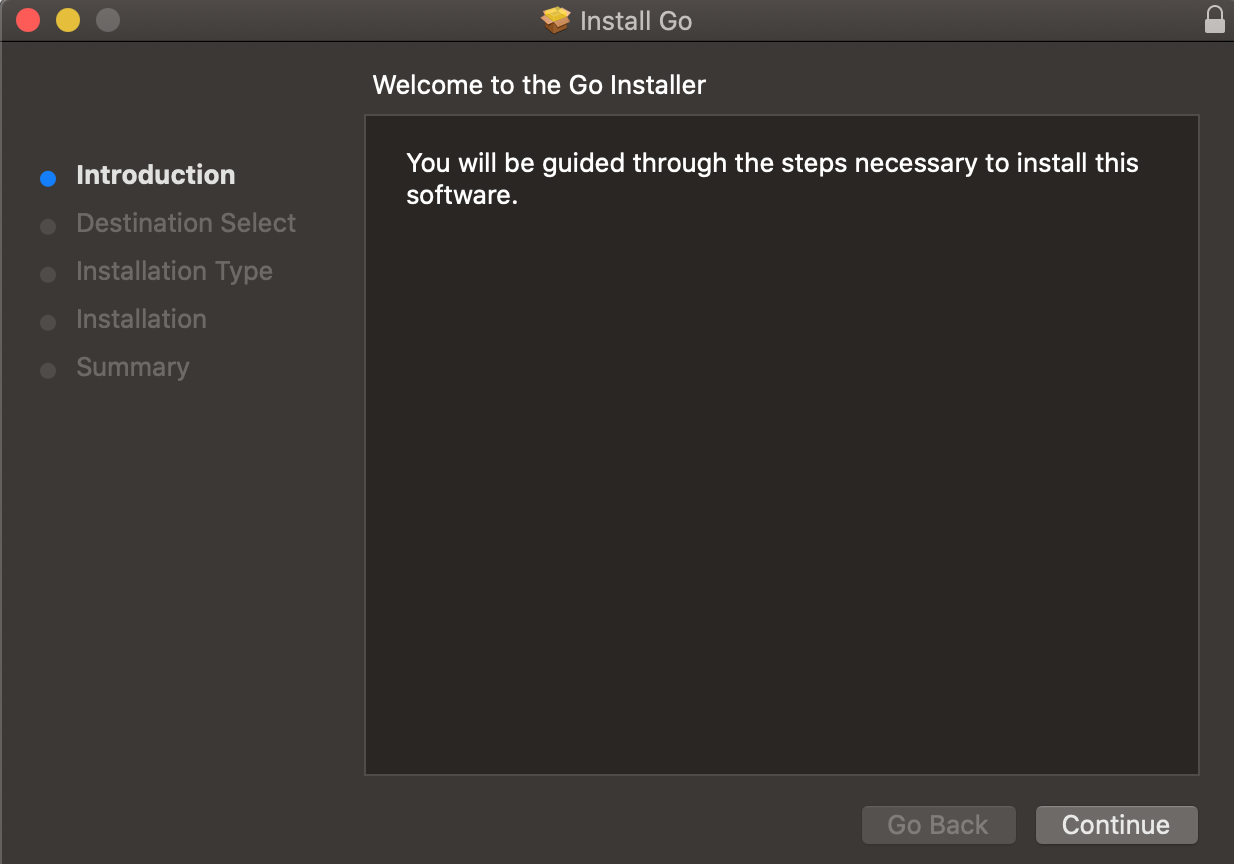 Install Go
Welcome to the Go Installer
Introduction
Destination Select
Installation Type
Installation
Summary
You will be guided through the steps necessary to install this
software.
Go Back
Continue